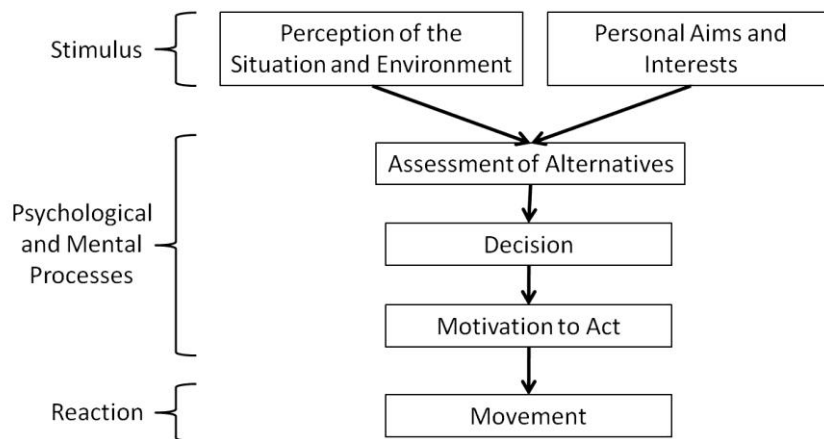 Stimulus
Perception of the
Situation and Environment
Personal Aims and
Interests
Psychological
and Mental
Processes
Assessment of Alternatives
Decision
Motivation to Act
Reaction
Movement